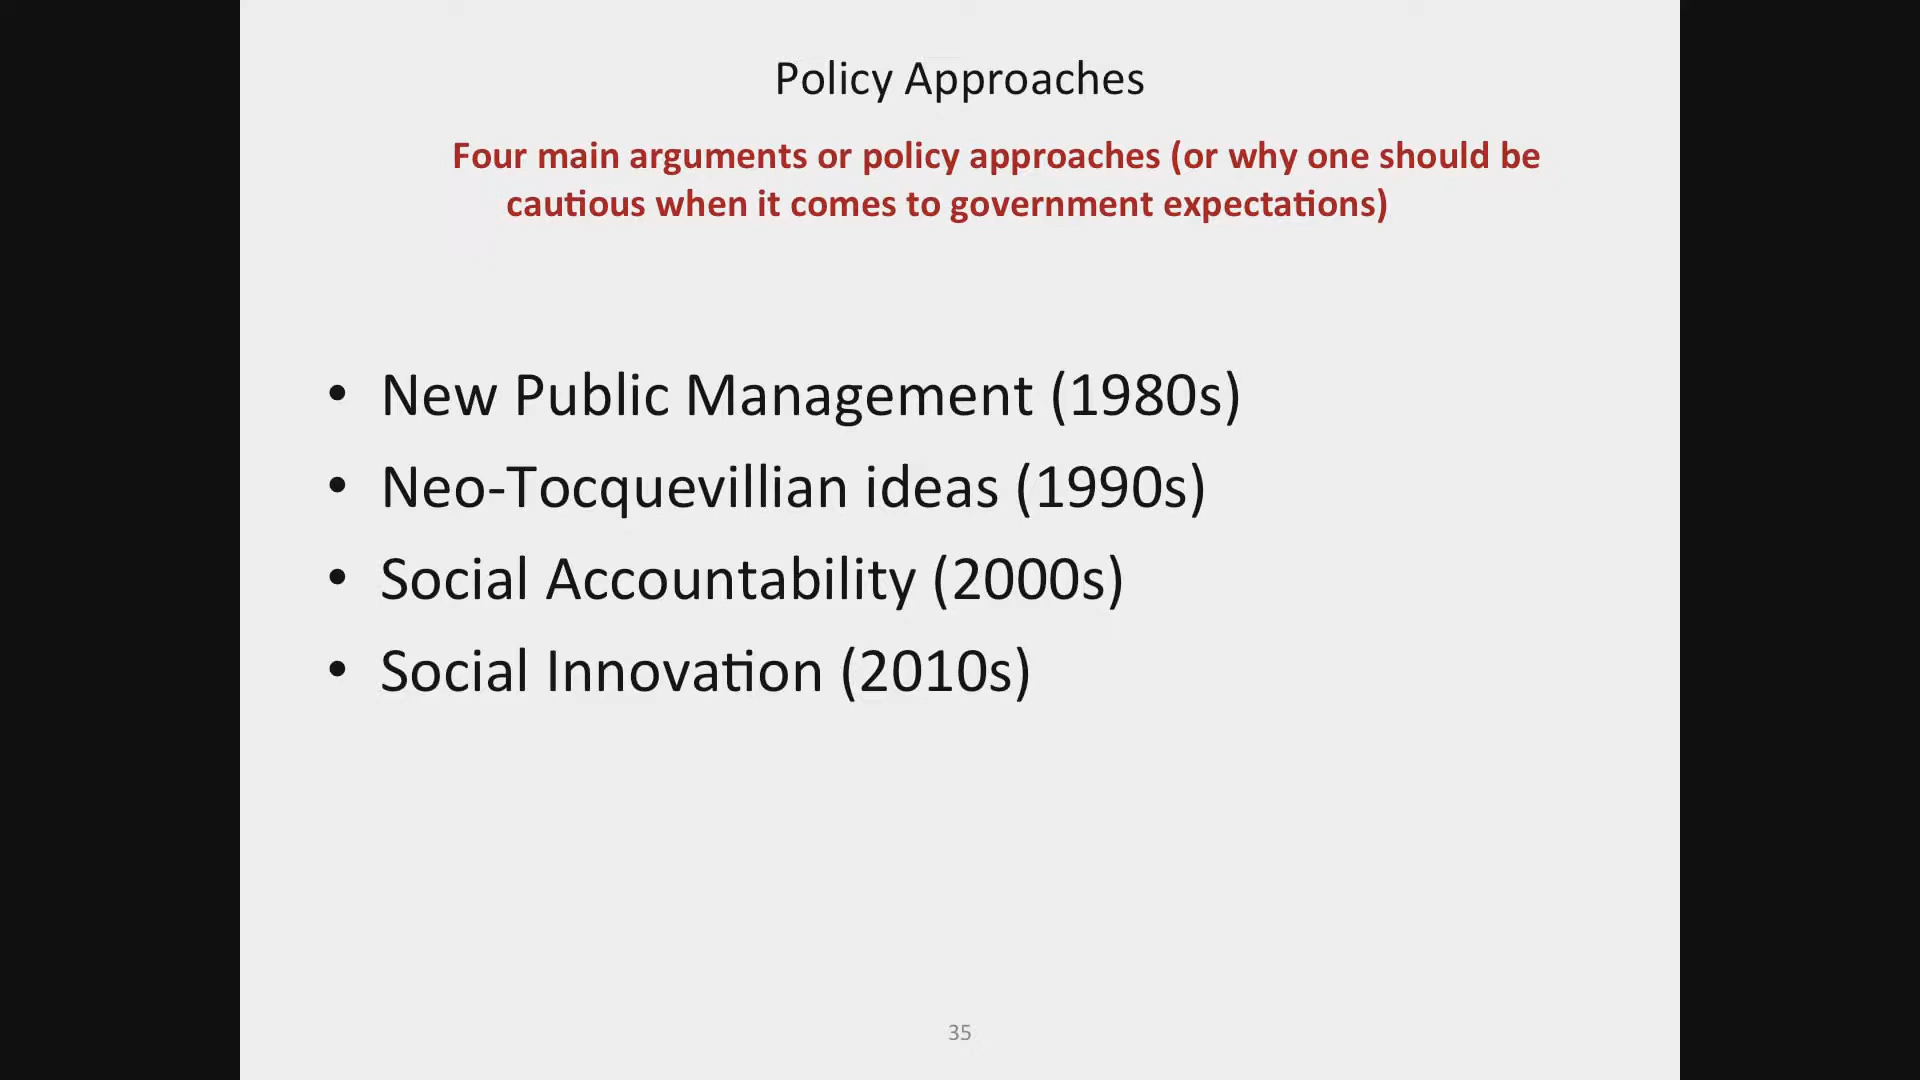 Policy Approaches
Four main arguments or policy approaches (or why one should be
cautious when it comes to government expectations)
• New Public Management (1980s)
• Neo-Tocquevillian ideas (1990s)
• Social Accountability (2000s)
• Social Innovation (2010s)
35